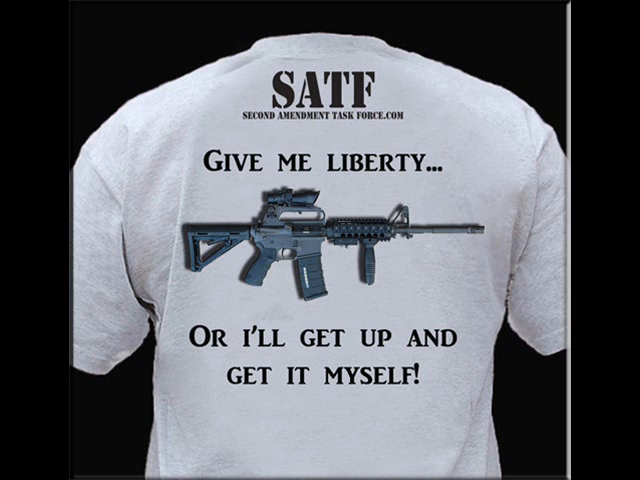 SATF
SECOND AMENDMENT TASK FORCE.COM
GIVE ME LIBERTY...
OR I'LL GET UP AND
GET IT MYSELF!